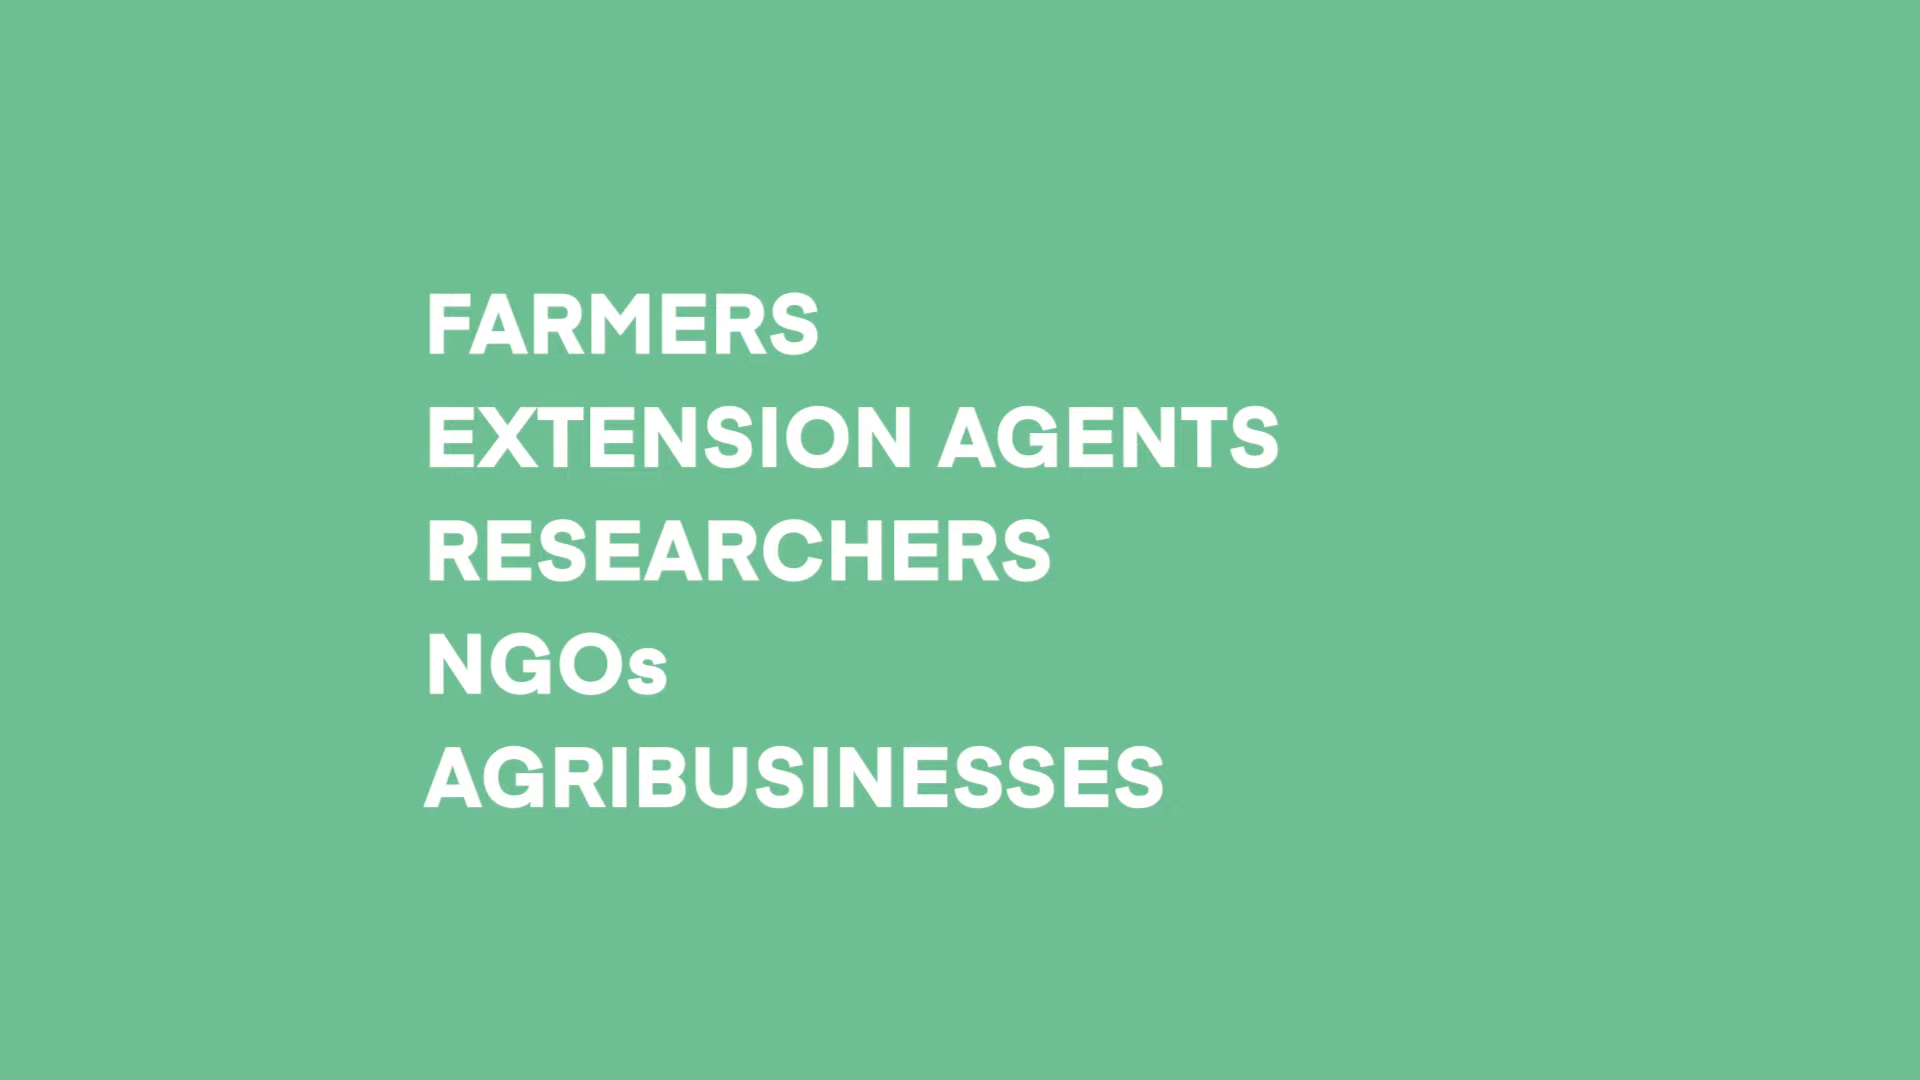 FARMERS
EXTENSION AGENTS
RESEARCHERS
NGOs
AGRIBUSINESSES